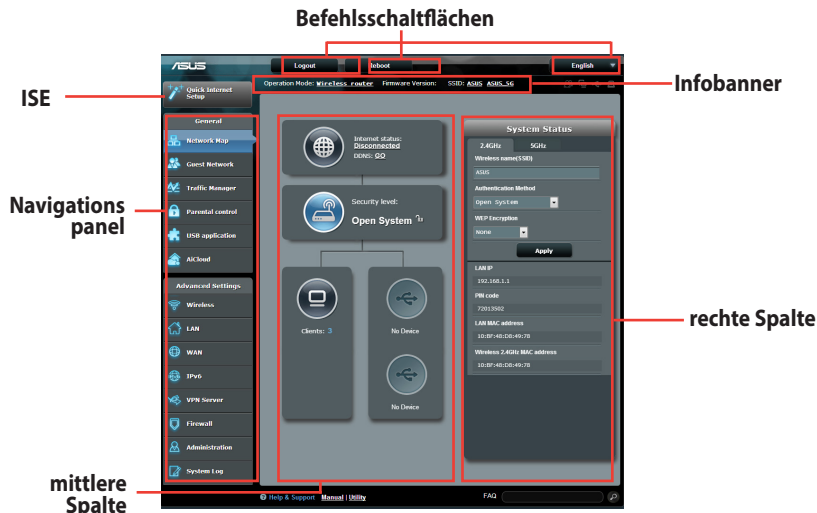 Befehlsschaltflächen
ISE
Navigations
panel
mittlere
Spalte
Infobanner
rechte Spalte
ASUS
Logout
Reboot
English
Quick Internet
Setup
Operation Mode: Wireless router Firmware Version: SSID: ASUS ASUS_5G
General
Network Map
Guest Network
Traffic Manager
Parental control
USB application
AiCloud
Advanced Settings
Wireless
LAN
WAN
IPv6
VPN Server
Firewall
Administration
System Log
Internet status:
Disconnected
DDNS: GO
Security level:
Open System
Clients: 3
No Device
No Device
System Status
2.4GHz 5GHz
Wireless name(SSID)
ASUS
Authentication Method
Open System
WEP Encryption
None
Apply
LAN IP
192.168.1.1
PIN code
72013502
LAN MAC address
10:BF:48:D8:49:78
Wireless 2.4GHz MAC address
10:BF:48:D8:49:78
Help & Support Manual | Utility
FAQ